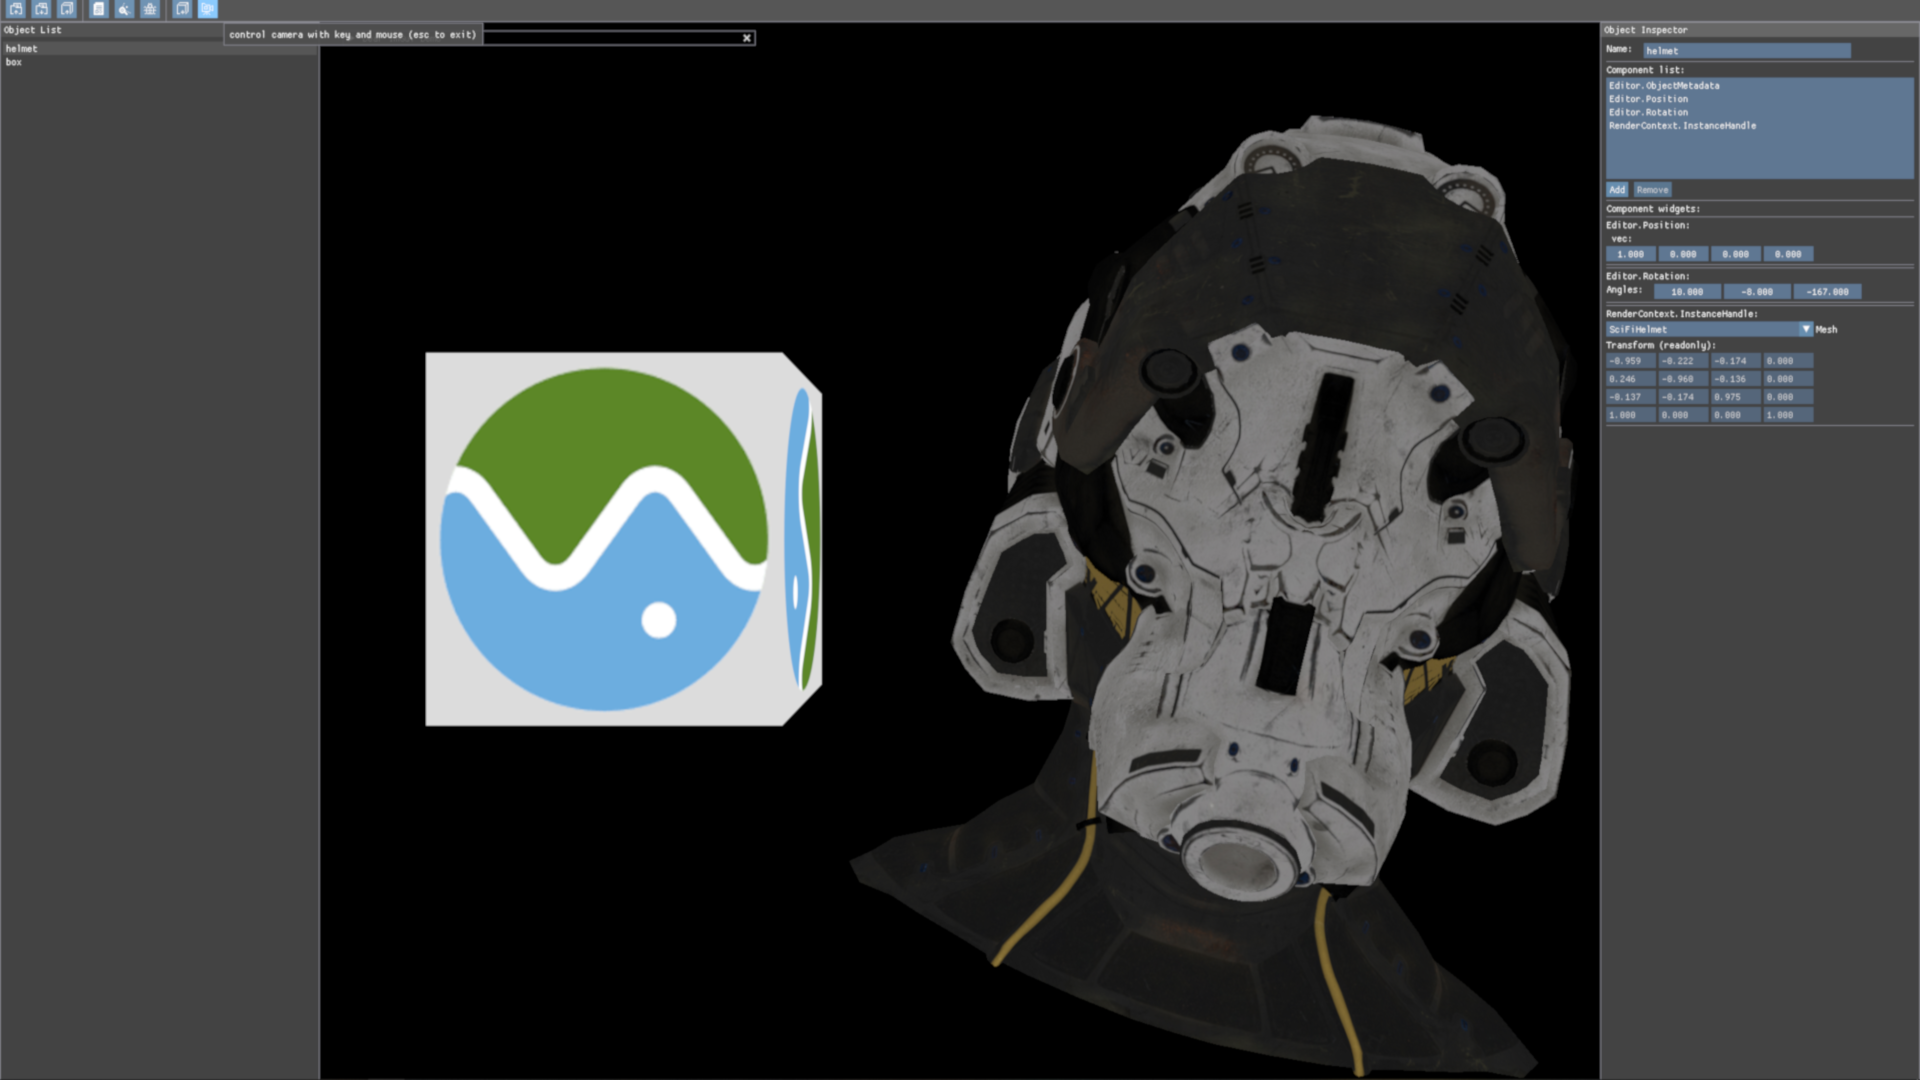 Object List
helmet
box
control camera with key and mouse (esc to exit)
Object Inspector
Name: helmet
Component list:
Editor.ObjectMetadata
Editor.Position
Editor.Rotation
RenderContext.InstanceHandle
Add Remove
Component widgets:
Editor.Position:
vec:
1.000 0.000 0.000 0.000
Editor.Rotation:
Angles: 10.000 -8.000 -167.000
RenderContext.InstanceHandle:
SciFiHelmet Mesh
Transform (readonly):
-0.959 -0.222 -0.174 0.000
0.246 -0.960 -0.136 0.000
-0.137 -0.174 0.975 0.000
1.000 0.000 0.000 1.000